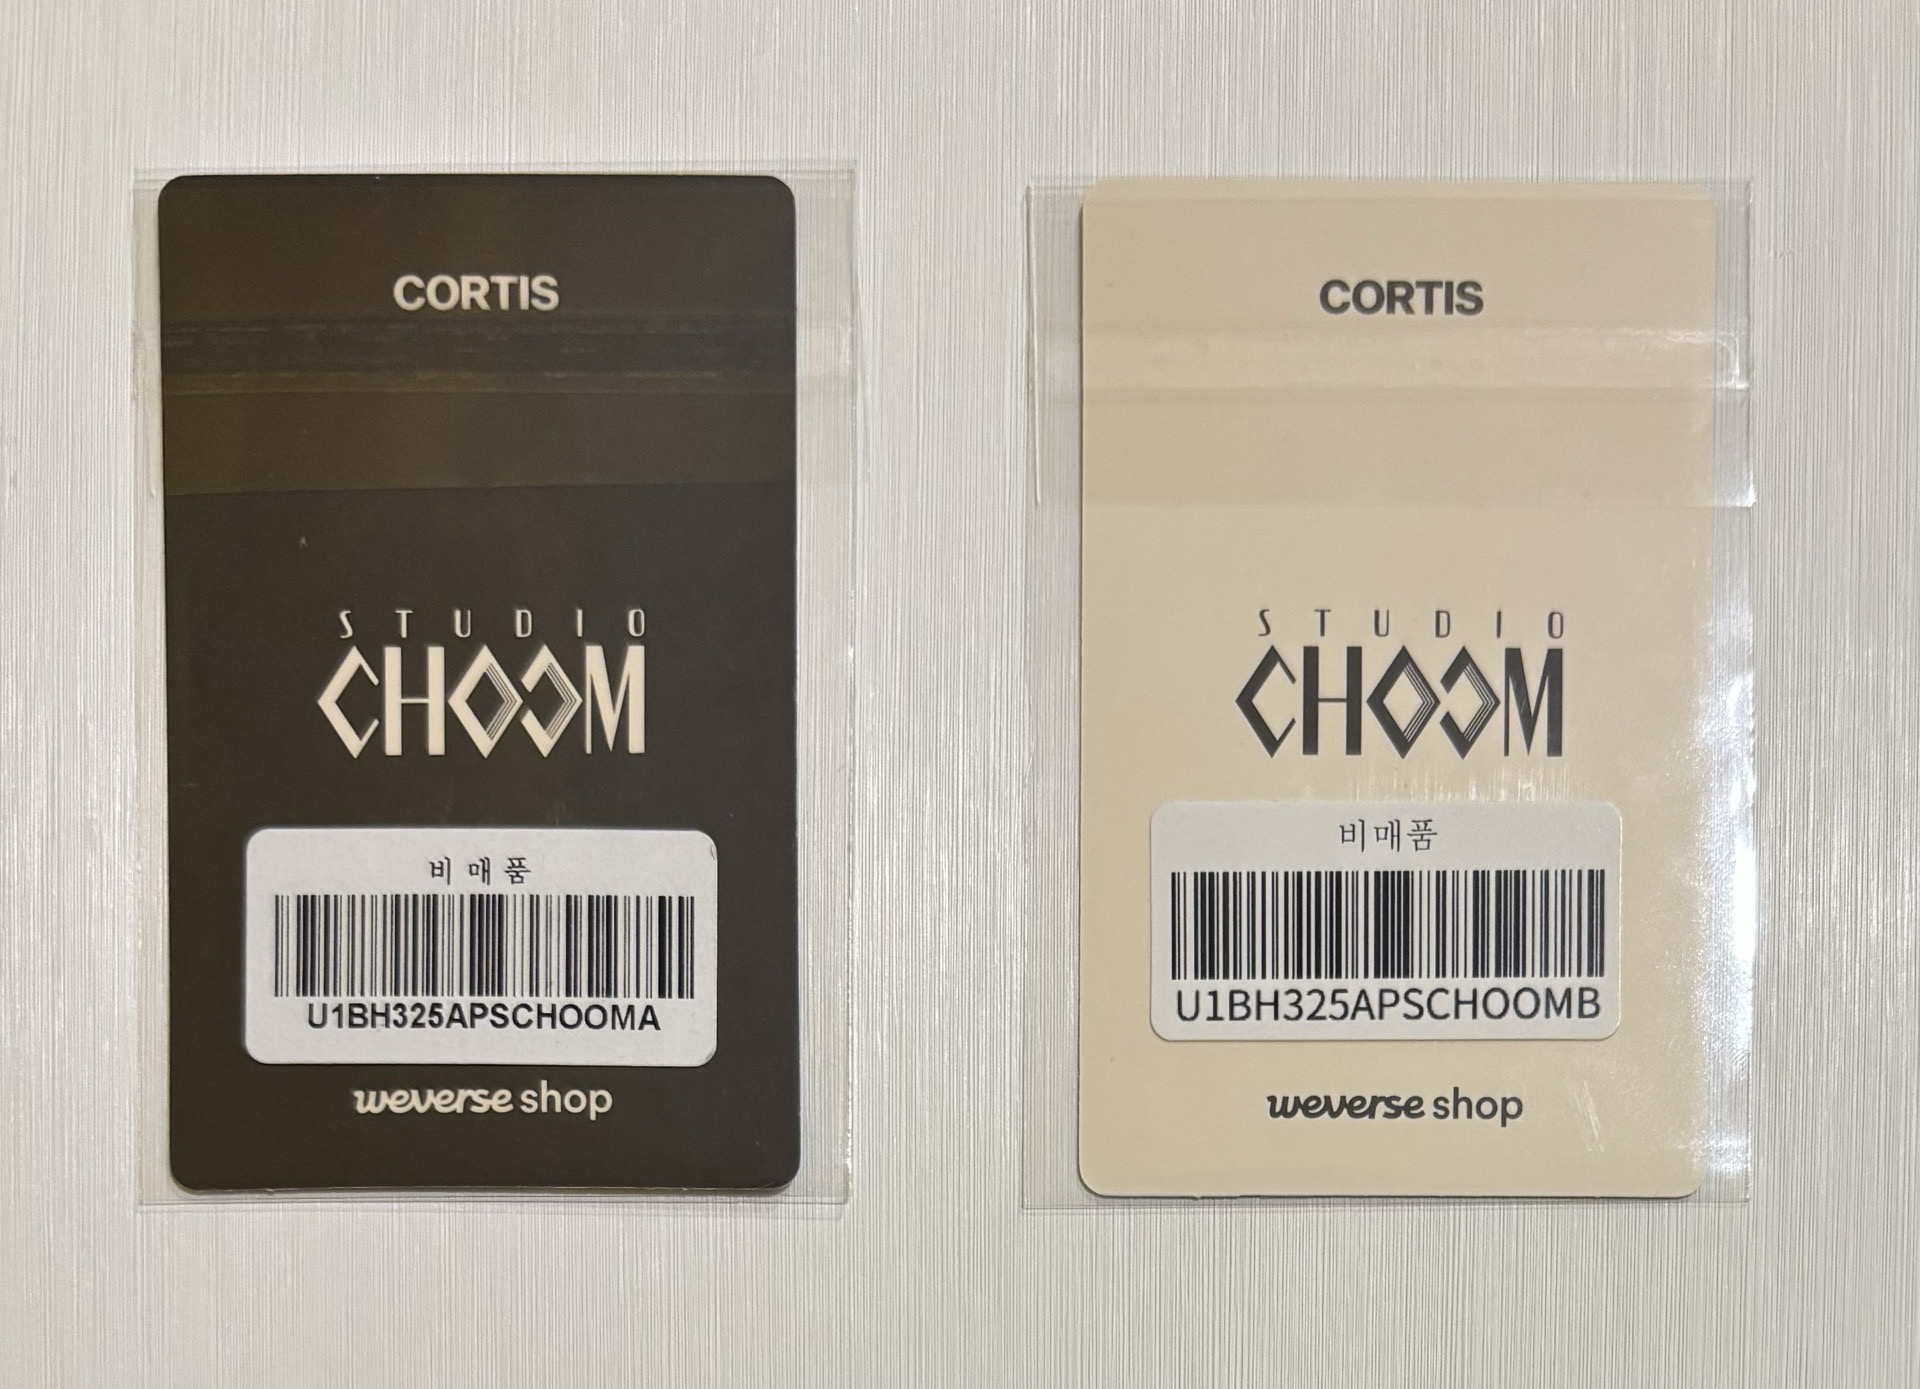 CORTIS
STUDIO
CHOOM
비매품
U1BH325APSCHOOMA
weverse shop
CORTIS
STUDIO
CHOOM
비매품
U1BH325APSCHOOMB
weverse shop